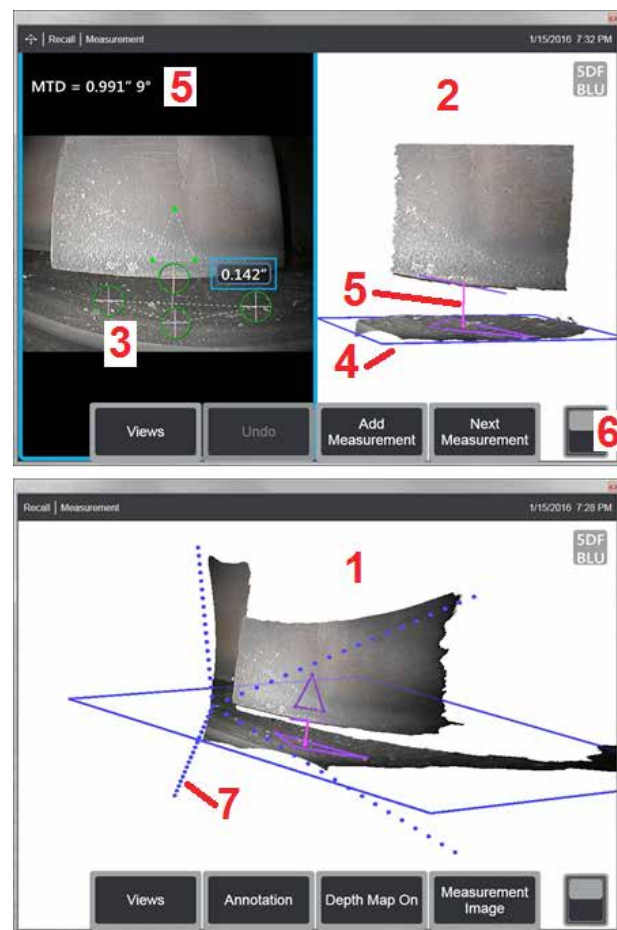 Recall | Measurement
1/15/2016 7:32 PM
MTD = 0.991" 9°
5
2
5DF
BLU
0.142"
5
3
4
Views
Undo
Add
Measurement
Next
Measurement
6
Recall | Measurement
1/15/2016 7:28 PM
1
5DF
BLU
7
Views
Annotation
Depth Map On
Measurement
Image